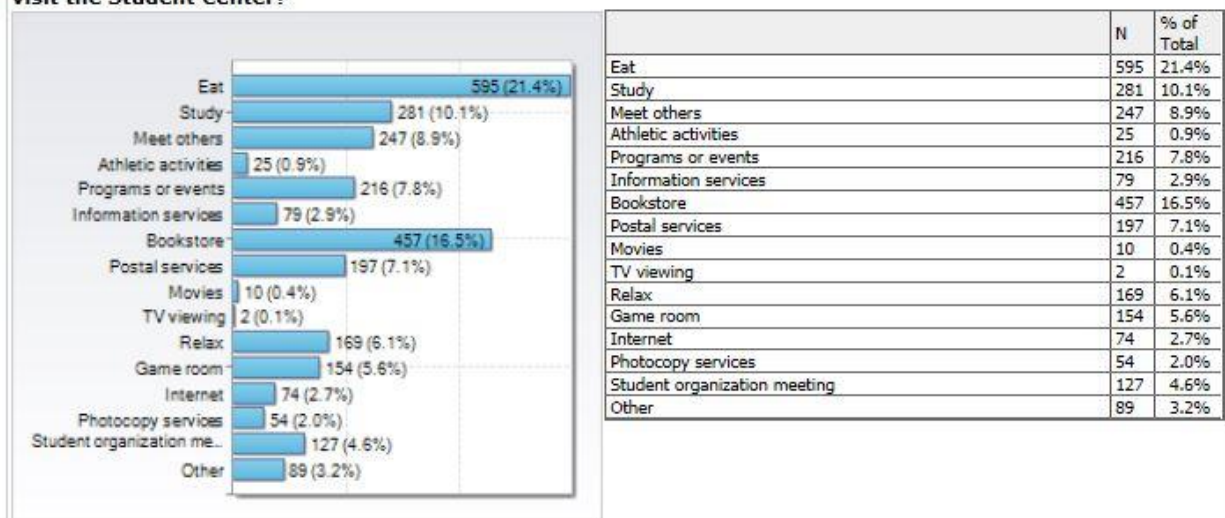 Visit the Student Center?
Eat 595 (21.4%)
Study 281 (10.1%)
Meet others 247 (8.9%)
Athletic activities 25 (0.9%)
Programs or events 216 (7.8%)
Information services 79 (2.9%)
Bookstore 457 (16.5%)
Postal services 197 (7.1%)
Movies 10 (0.4%)
TV viewing 2 (0.1%)
Relax 169 (6.1%)
Game room 154 (5.6%)
Internet 74 (2.7%)
Photocopy services 54 (2.0%)
Student organization me... 127 (4.6%)
Other 89 (3.2%)
N % of Total
Eat 595 21.4%
Study 281 10.1%
Meet others 247 8.9%
Athletic activities 25 0.9%
Programs or events 216 7.8%
Information services 79 2.9%
Bookstore 457 16.5%
Postal services 197 7.1%
Movies 10 0.4%
TV viewing 2 0.1%
Relax 169 6.1%
Game room 154 5.6%
Internet 74 2.7%
Photocopy services 54 2.0%
Student organization meeting 127 4.6%
Other 89 3.2%